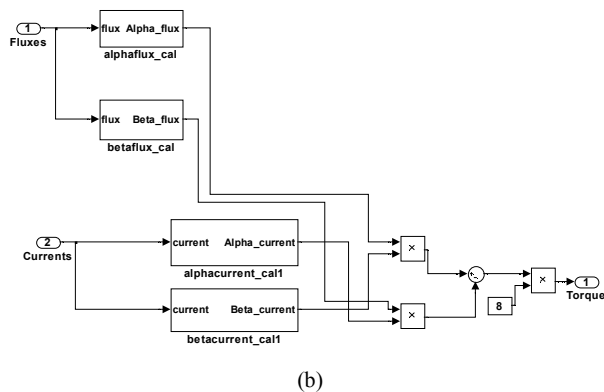 1
Fluxes
flux Alpha_flux
alphaflux_cal
flux Beta_flux
betaflux_cal
2
Currents
current Alpha_current
alphacurrent_cal1
current Beta_current
betacurrent_cal1
×
×
8
×
1
Torque
(b)